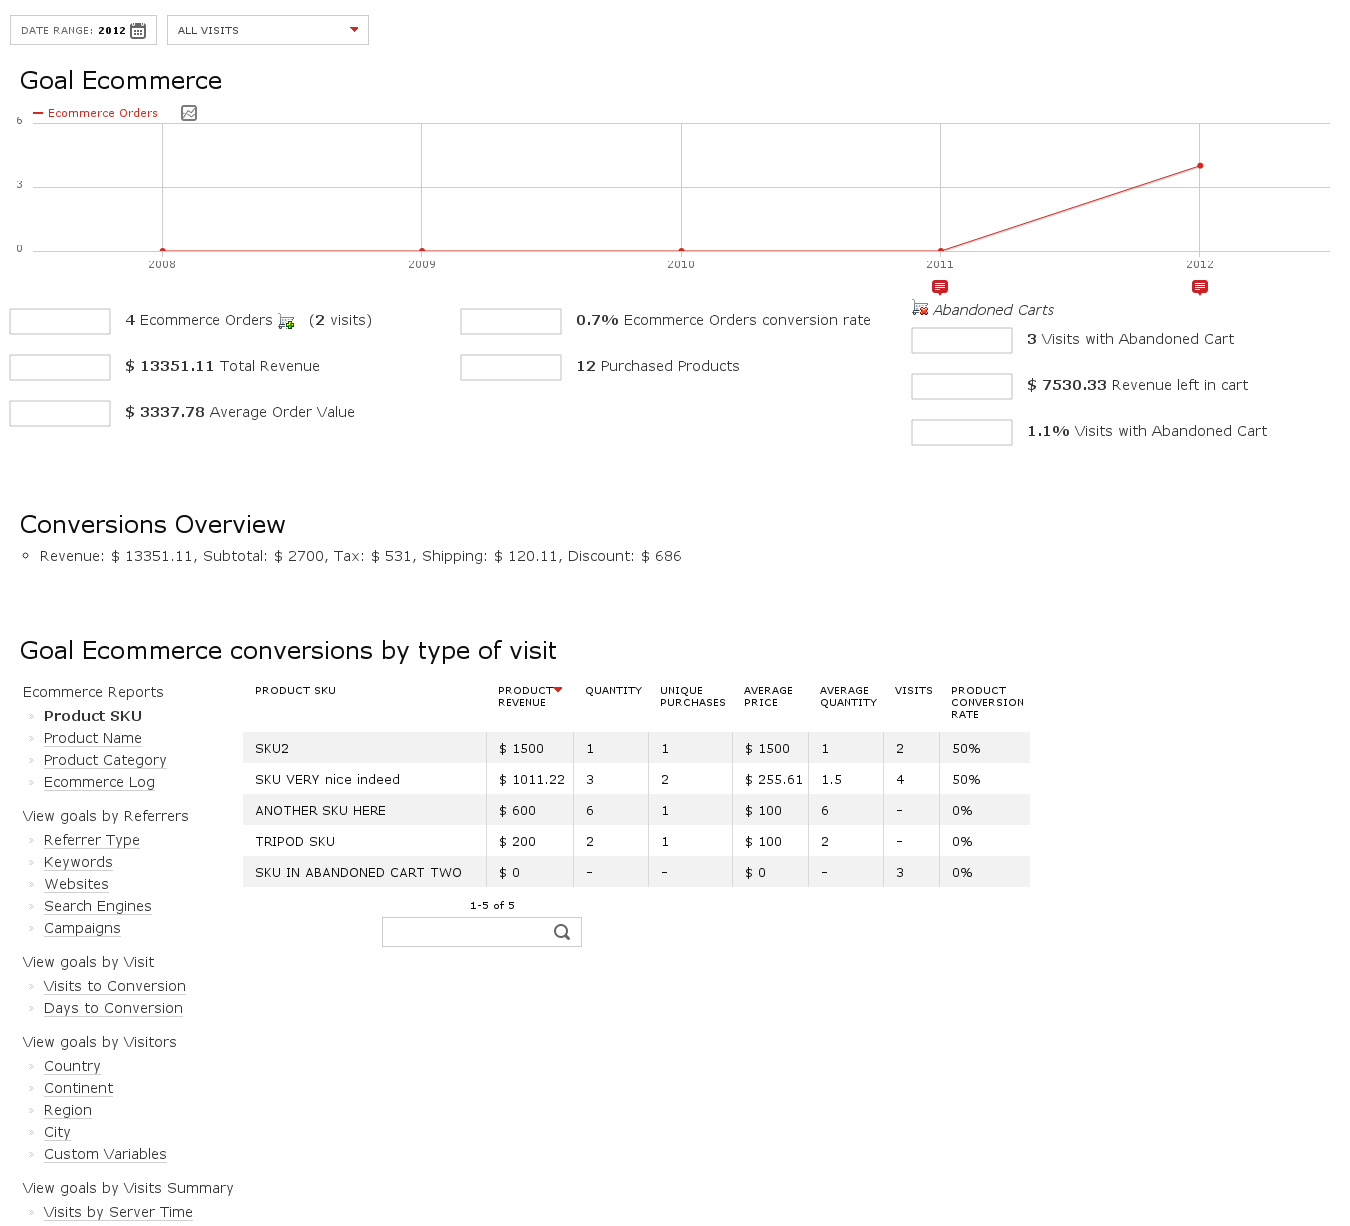 DATE RANGE: 2012
ALL VISITS
Goal Ecommerce
Ecommerce Orders
6
3
0
2008 2009 2010 2011 2012
4 Ecommerce Orders (2 visits)
$ 13351.11 Total Revenue
$ 3337.78 Average Order Value
0.7% Ecommerce Orders conversion rate
12 Purchased Products
Abandoned Carts
3 Visits with Abandoned Cart
$ 7530.33 Revenue left in cart
1.1% Visits with Abandoned Cart
Conversions Overview
Revenue: $ 13351.11, Subtotal: $ 2700, Tax: $ 531, Shipping: $ 120.11, Discount: $ 686
Goal Ecommerce conversions by type of visit
Ecommerce Reports
» Product SKU
» Product Name
» Product Category
» Ecommerce Log
View goals by Referrers
» Referrer Type
» Keywords
» Websites
» Search Engines
» Campaigns
View goals by Visit
» Visits to Conversion
» Days to Conversion
View goals by Visitors
» Country
» Continent
» Region
» City
» Custom Variables
View goals by Visits Summary
» Visits by Server Time
PRODUCT SKU PRODUCT REVENUE QUANTITY UNIQUE PURCHASES AVERAGE PRICE AVERAGE QUANTITY VISITS PRODUCT CONVERSION RATE
SKU2 $ 1500 1 1 $ 1500 1 2 50%
SKU VERY nice indeed $ 1011.22 3 2 $ 255.61 1.5 4 50%
ANOTHER SKU HERE $ 600 6 1 $ 100 6 - 0%
TRIPOD SKU $ 200 2 1 $ 100 2 - 0%
SKU IN ABANDONED CART TWO $ 0 - - $ 0 - 3 0%
1-5 of 5